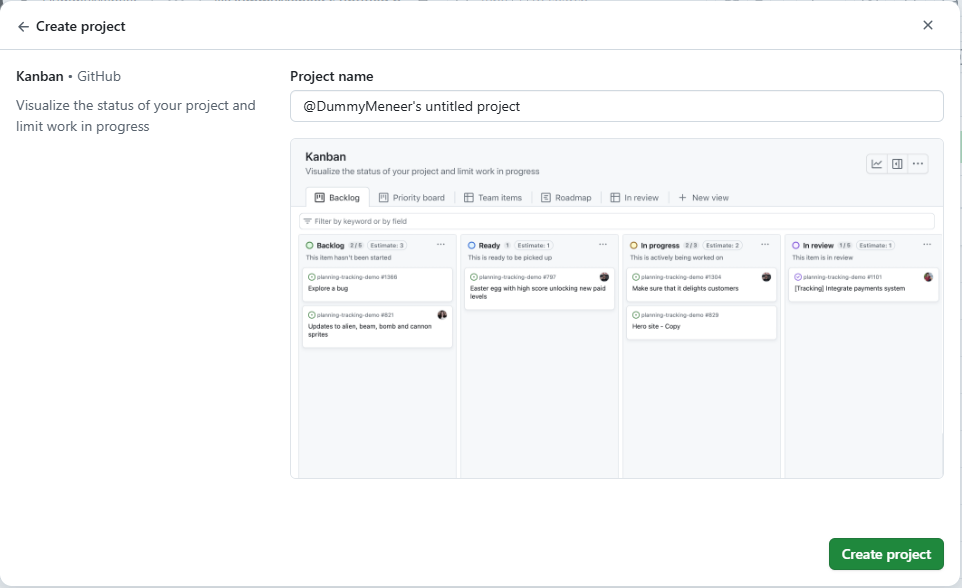 Create project
Kanban • GitHub
Visualize the status of your project and
limit work in progress
Project name
@DummyMeneer's untitled project
Kanban
Visualize the status of your project and limit work in progress
Backlog
Priority board
Team items
Roadmap
In review
+ New view
Filter by keyword or by field
Backlog 2/5 Estimate: 3
This item hasn't been started
planning-tracking-demo #1368
Explore a bug
planning-tracking-demo #821
Updates to alien, beam, bomb and cannon
sprites
Ready 1 Estimate: 1
This is ready to be picked up
planning-tracking-demo #797
Easter egg with high score unlocking new paid
levels
In progress 2/3 Estimate: 2
This is actively being worked on
planning-tracking-demo #1304
Make sure that it delights customers
planning-tracking-demo #829
Hero site - Copy
In review 1/5 Estimate: 1
This item is in review
planning-tracking-demo #1101
[Tracking] Integrate payments system
Create project